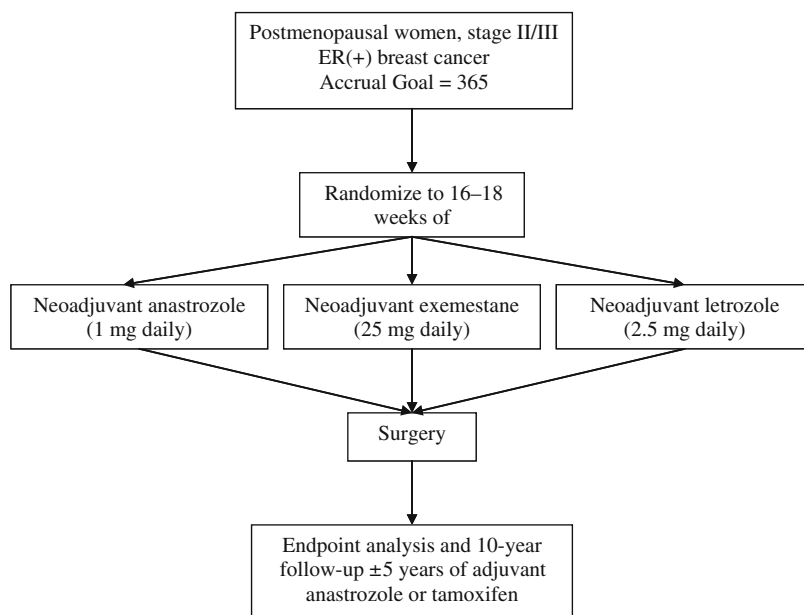 Postmenopausal women, stage II/III
ER(+) breast cancer
Accrual Goal = 365
Randomize to 16–18
weeks of
Neoadjuvant anastrozole
(1 mg daily)
Neoadjuvant exemestane
(25 mg daily)
Neoadjuvant letrozole
(2.5 mg daily)
Surgery
Endpoint analysis and 10-year
follow-up ±5 years of adjuvant
anastrozole or tamoxifen